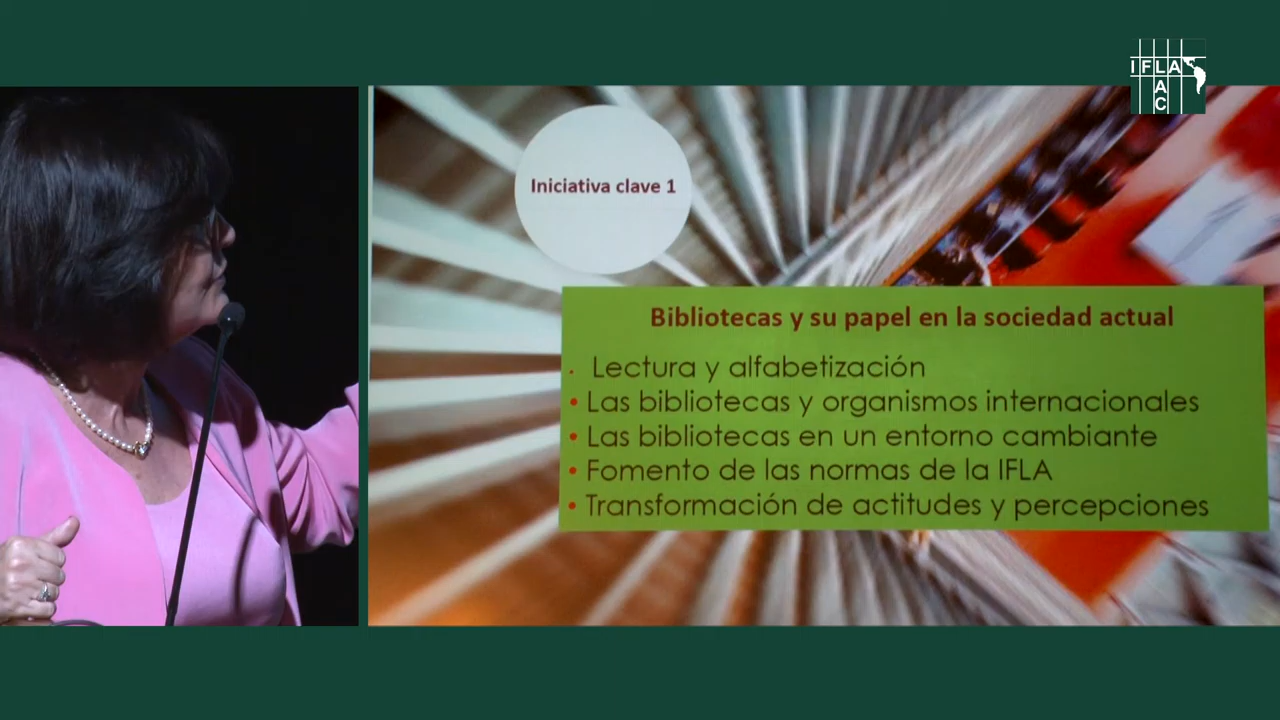 IFLA
A
C
Iniciativa clave 1
Bibliotecas y su papel en la sociedad actual
· Lectura y alfabetización
• Las bibliotecas y organismos internacionales
• Las bibliotecas en un entorno cambiante
• Fomento de las normas de la IFLA
• Transformación de actitudes y percepciones